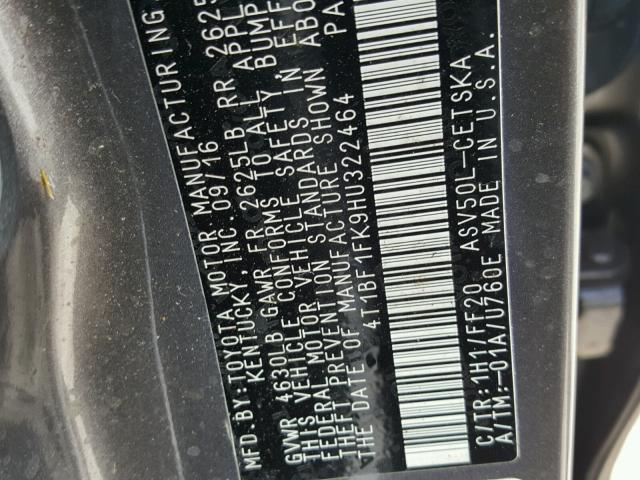 MFD.BY:TOYOTA MOTOR MANUFACTURING
KENTUCKY,INC. 09/16
GVWR 4630LB GAWR FR 2625LB RR 2625
THIS VEHICLE CONFORMS TO ALL APPL
FEDERAL MOTOR VEHICLE SAFETY, BUMP
THEFT PREVENTION STANDARDS IN EFF
THE DATE OF MANUFACTURE SHOWN ABO
4T1BF1FK9HU322464 PA
C/TR:1H1/FF20 ASV50L-CETSKA
A/TM:-01A/U760E MADE IN U.S.A.